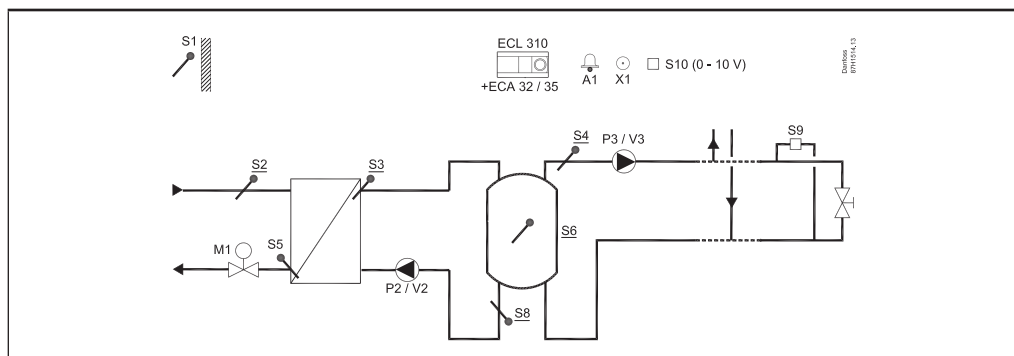 S1
ECL 310
+ECA 32 / 35
A1
X1
S10 (0 - 10 V)
Danfoss
87H1514.13
S2
S3
S4
P3 / V3
S9
S6
M1
S5
P2 / V2
S8